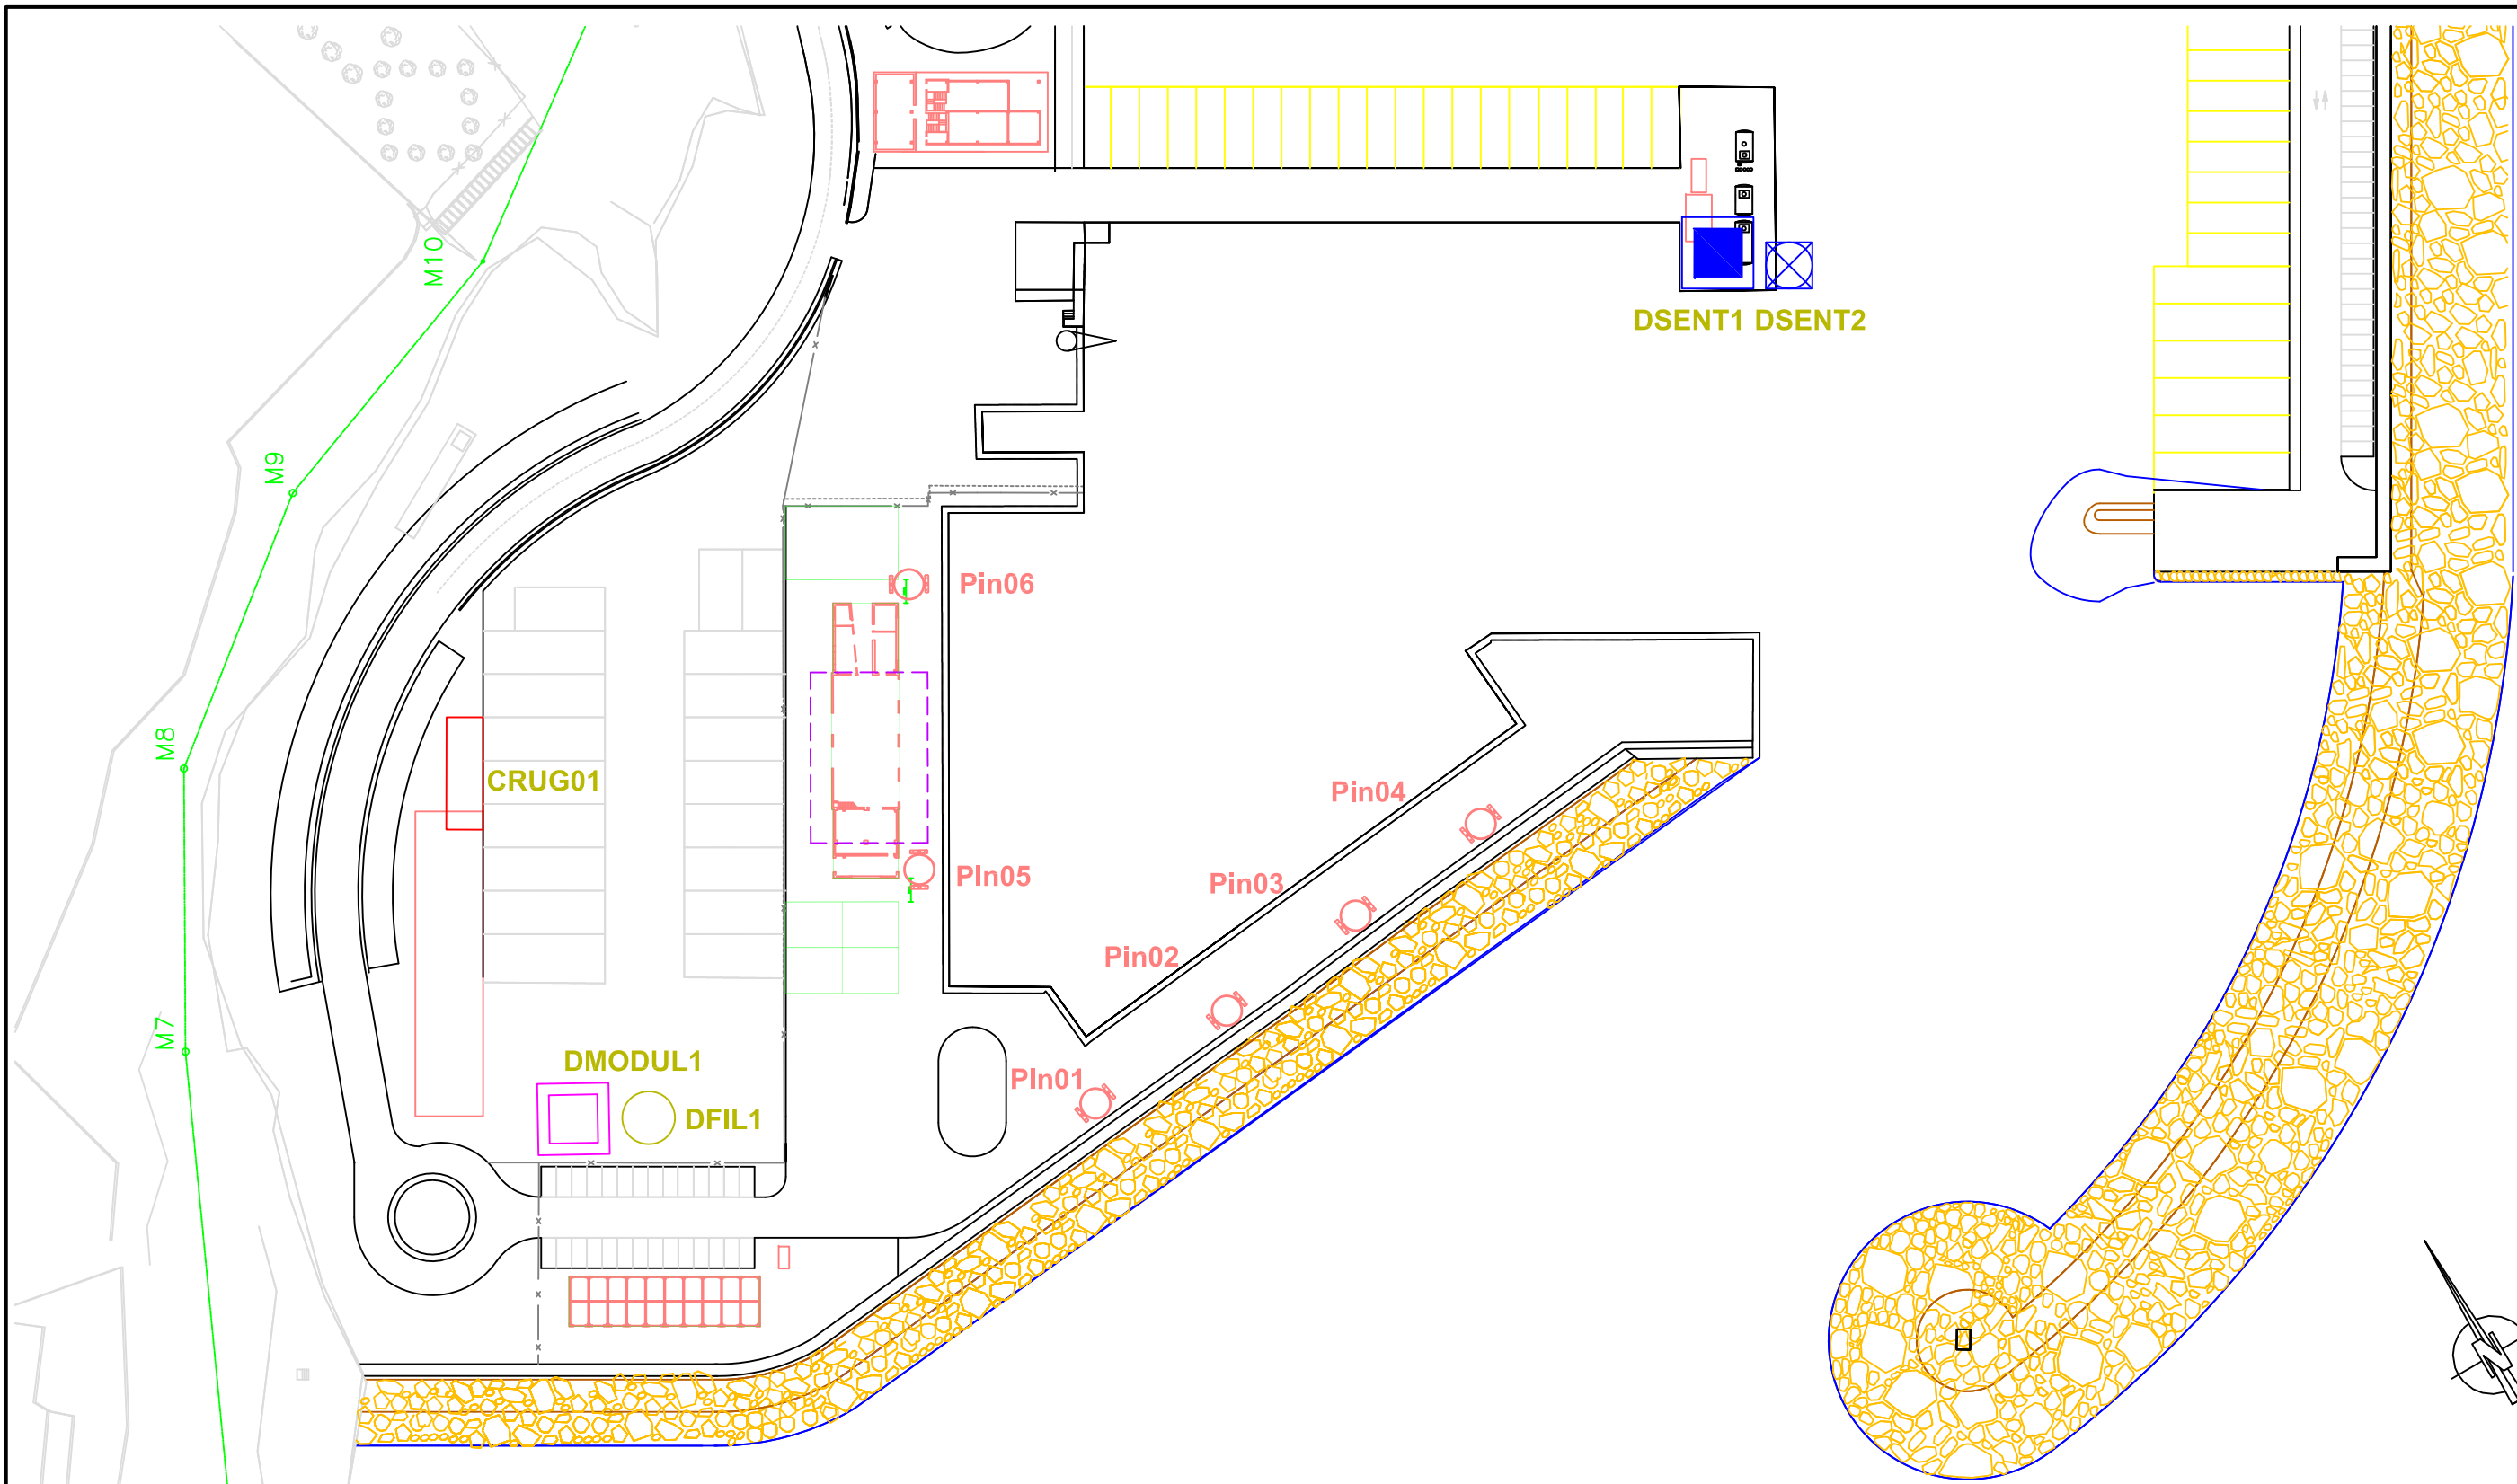 M10
DSENT1 DSENT2
M9
Pin06
M8
CRUG01
Pin04
Pin05
Pin03
Pin02
M7
DMODUL1
Pin01
DFIL1